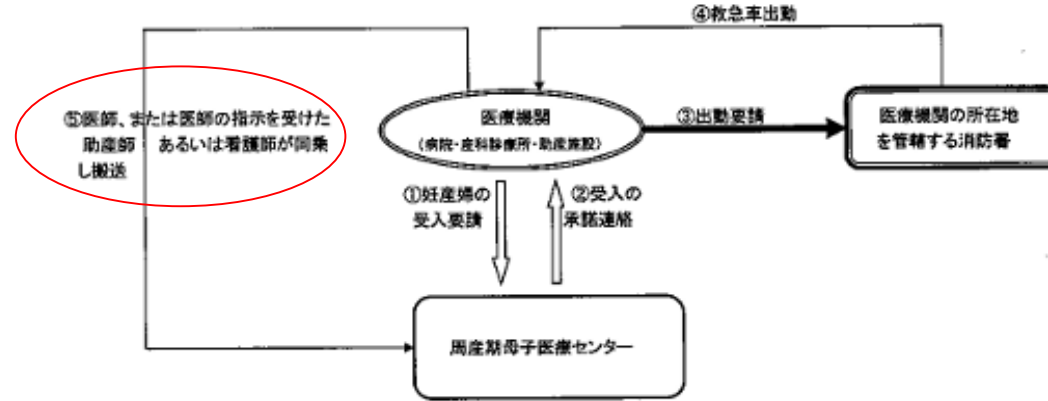 ④救急車出動
⑤医師、または医師の指示を受けた
助産師 あるいは看護師が同乗
し搬送
医療機関
（病院・産科診療所・助産施設）
③出動要請
医療機関の所在地
を管轄する消防署
①妊産婦の
受入要請
②受入の
承諾連絡
周産期母子医療センター